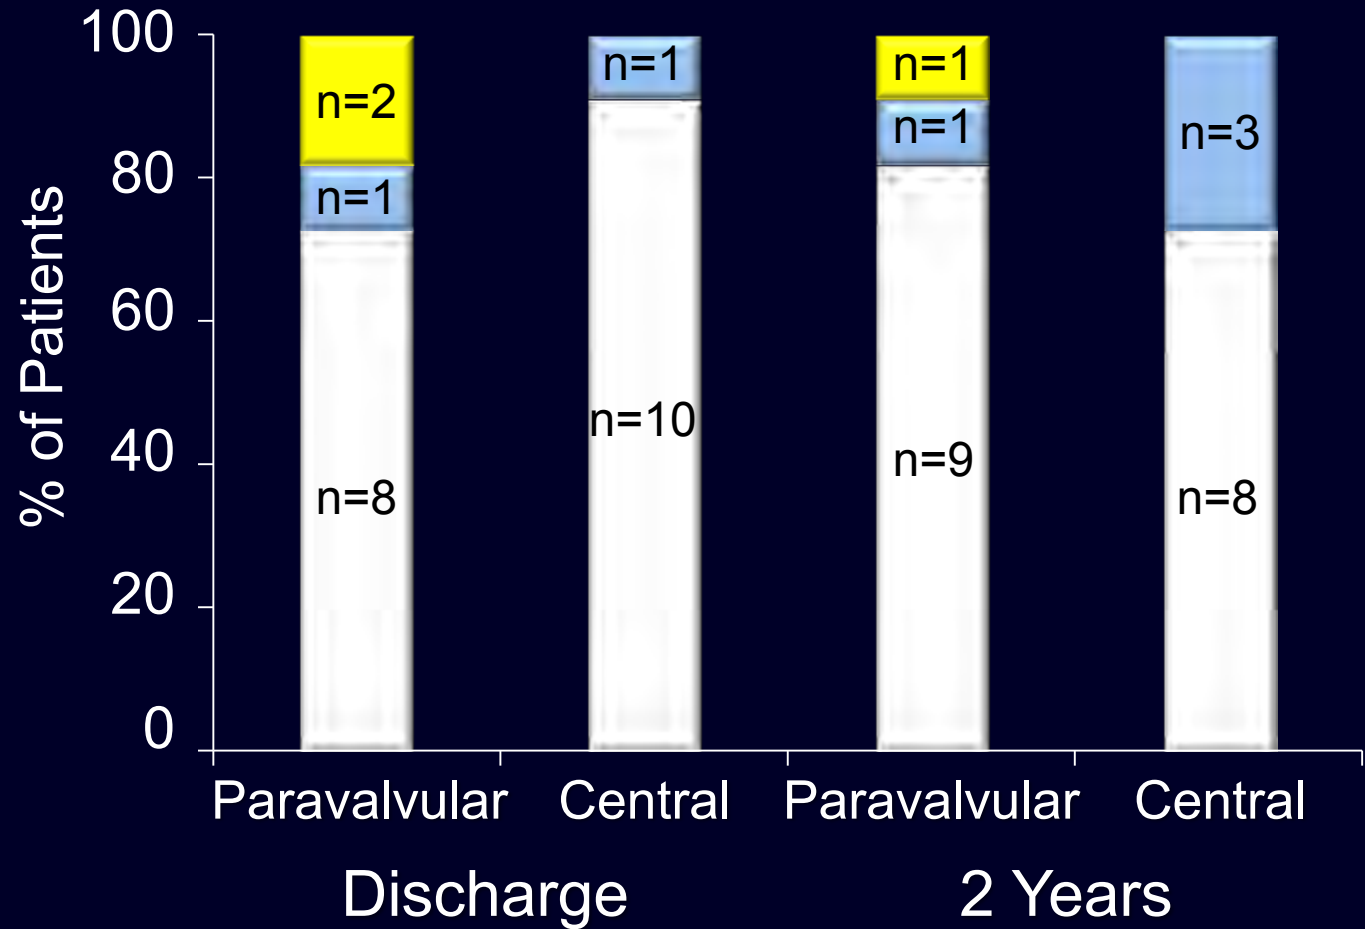 % of Patients
100
80
60
40
20
0
n=2
n=1
n=8
n=1
n=10
n=1
n=1
n=9
n=3
n=8
Paravalvular
Central
Paravalvular
Central
Discharge
2 Years